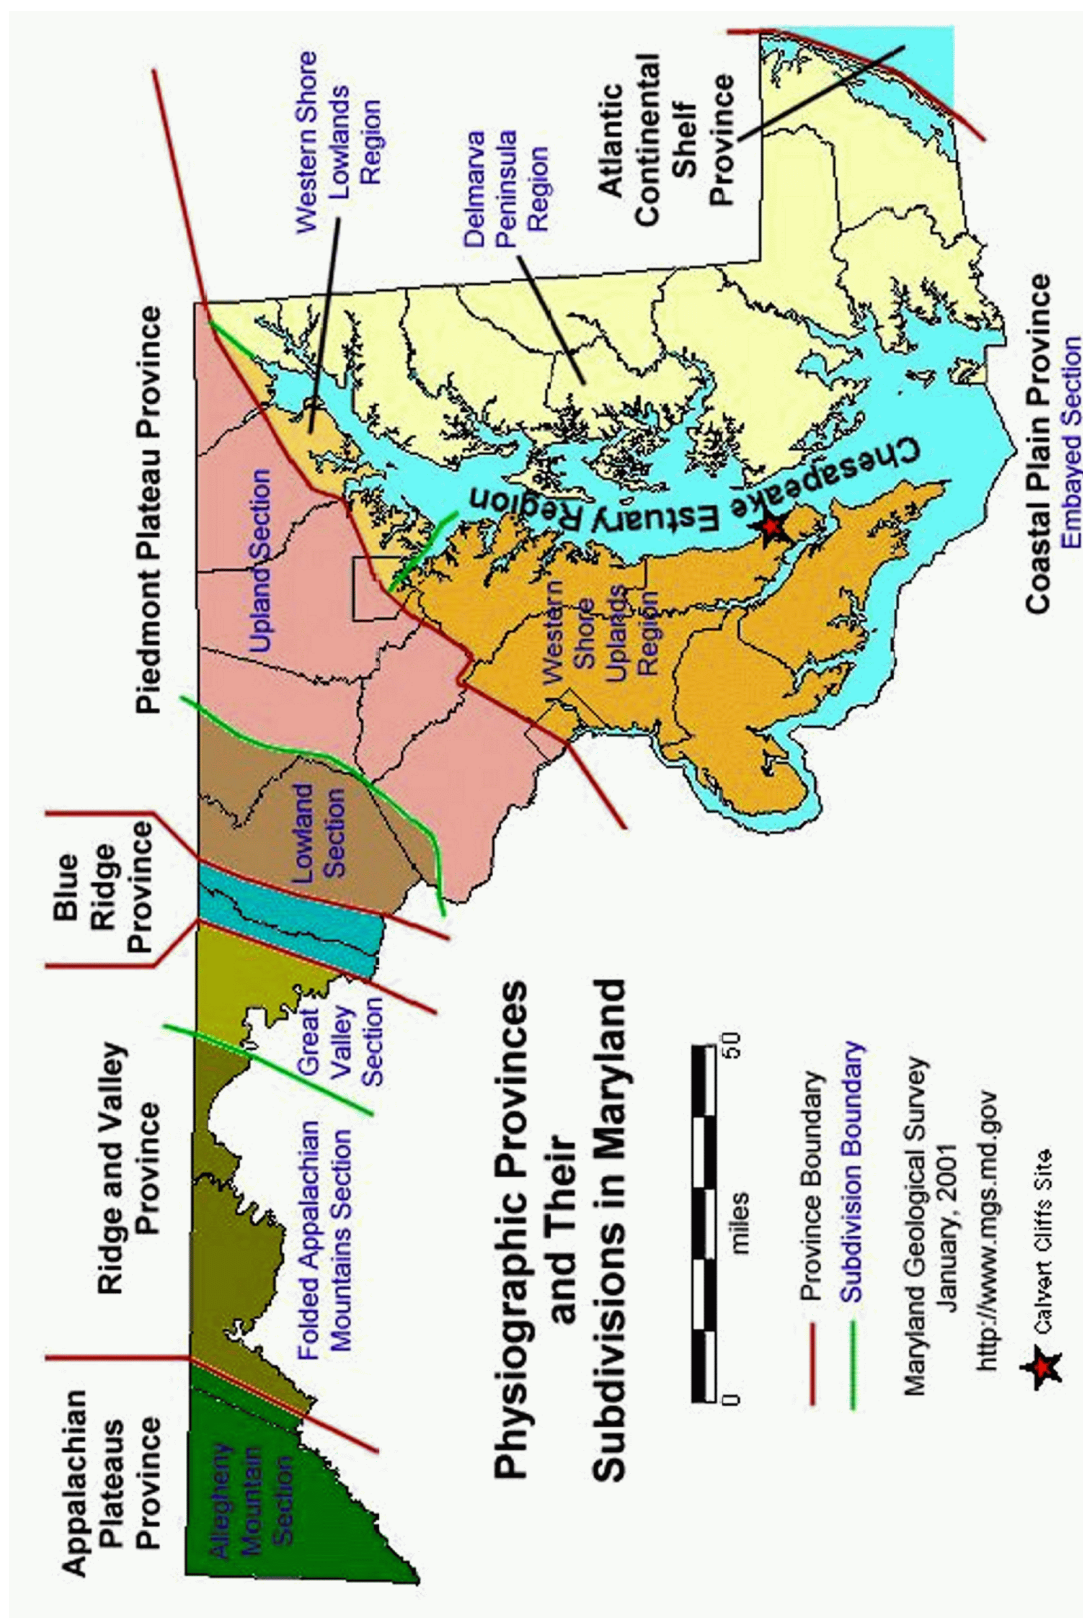 Appalachian
Plateaus
Province
Ridge and Valley
Province
Blue
Ridge
Province
Piedmont Plateau Province
Allegheny
Mountain
Section
Folded Appalachian
Mountains Section
Great
Valley
Section
Lowland
Section
Upland Section
Western Shore
Lowlands
Region
Delmarva
Peninsula
Region
Atlantic
Continental
Shelf
Province
Chesapeake Estuary Region
Western
Shore
Uplands
Region
Coastal Plain Province
Embayed Section
Physiographic Provinces
and Their
Subdivisions in Maryland
0
50
miles
Province Boundary
Subdivision Boundary
Maryland Geological Survey
January, 2001
http://www.mgs.md.gov
Calvert Cliffs Site